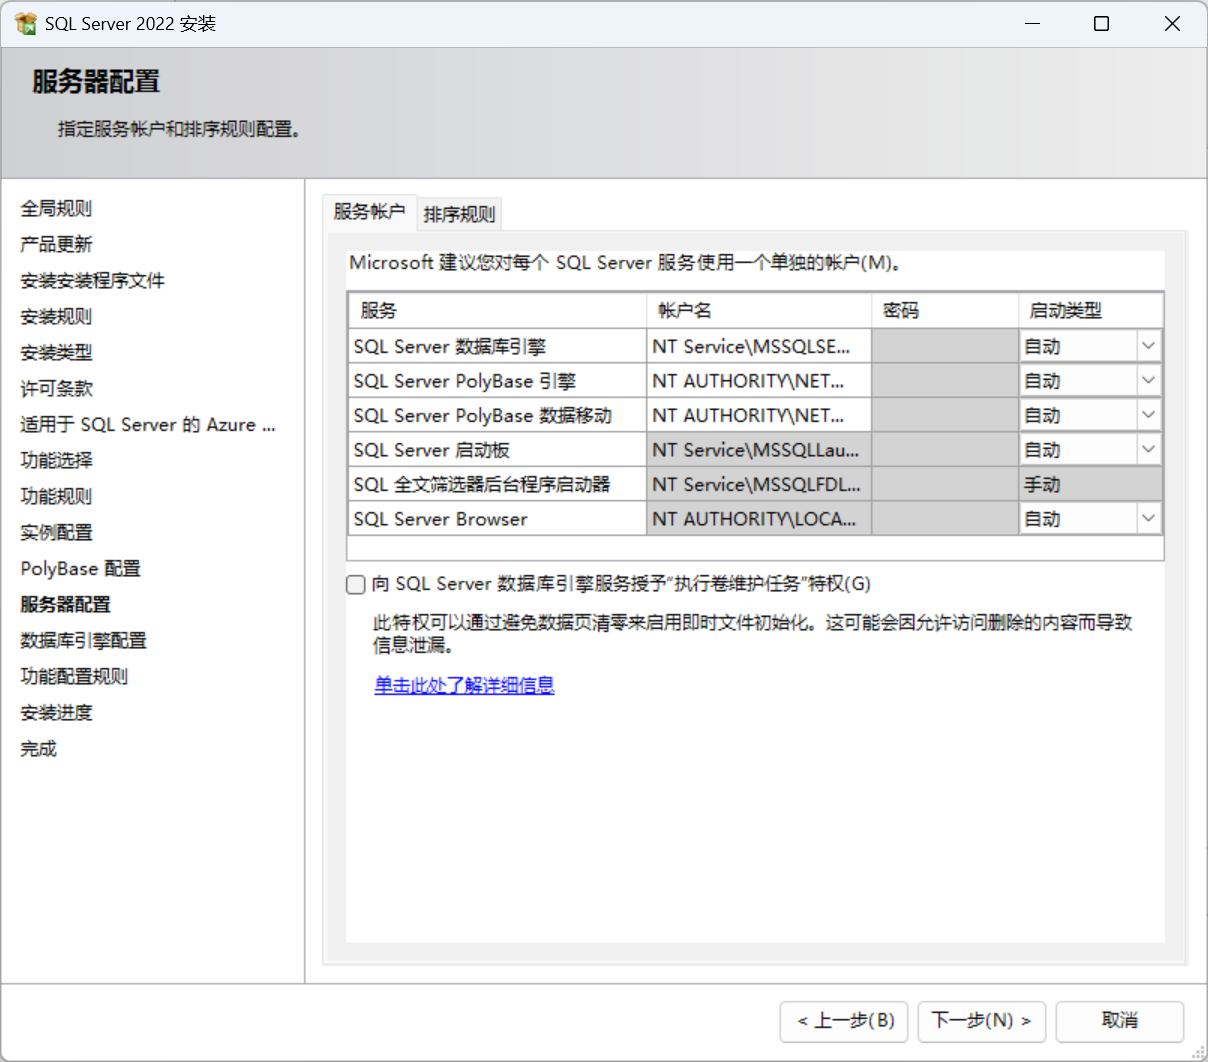 SQL Server 2022 安装
服务器配置
指定服务帐户和排序规则配置。
全局规则
产品更新
安装安装程序文件
安装规则
安装类型
许可条款
适用于 SQL Server 的 Azure ...
功能选择
功能规则
实例配置
PolyBase 配置
服务器配置
数据库引擎配置
功能配置规则
安装进度
完成
服务帐户 排序规则
Microsoft 建议您对每个 SQL Server 服务使用一个单独的帐户(M)。
服务 帐户名 密码 启动类型
SQL Server 数据库引擎 NT Service\MSSQLSE... 自动
SQL Server PolyBase 引擎 NT AUTHORITY\NET... 自动
SQL Server PolyBase 数据移动 NT AUTHORITY\NET... 自动
SQL Server 启动板 NT Service\MSSQLLau... 自动
SQL 全文筛选器后台程序启动器 NT Service\MSSQLFDL... 手动
SQL Server Browser NT AUTHORITY\LOCA... 自动
向 SQL Server 数据库引擎服务授予“执行卷维护任务”特权(G)
此特权可以通过避免数据页清零来启用即时文件初始化。这可能会因允许访问删除的内容而导致
信息泄漏。
单击此处了解详细信息
< 上一步(B) 下一步(N) > 取消